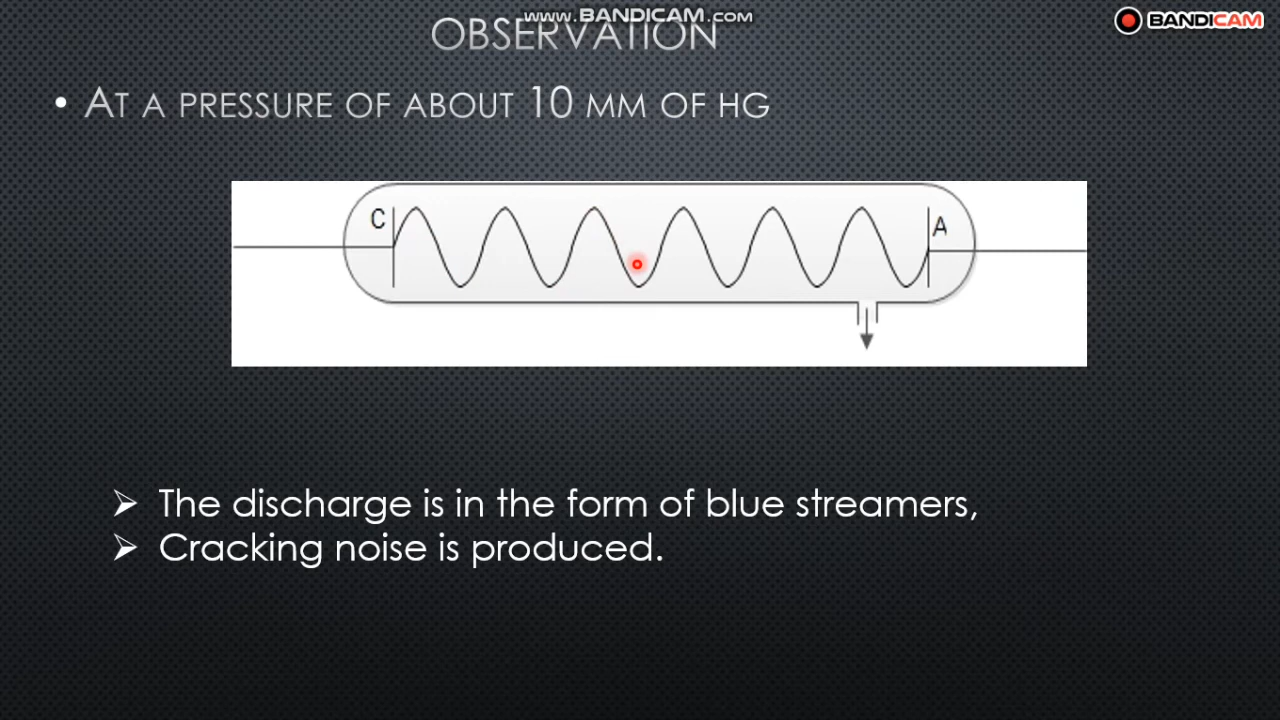 www.BANDICAM.com
BANDICAM
OBSERVATION
• AT A PRESSURE OF ABOUT 10 MM OF HG
C
A
➢ The discharge is in the form of blue streamers,
➢ Cracking noise is produced.